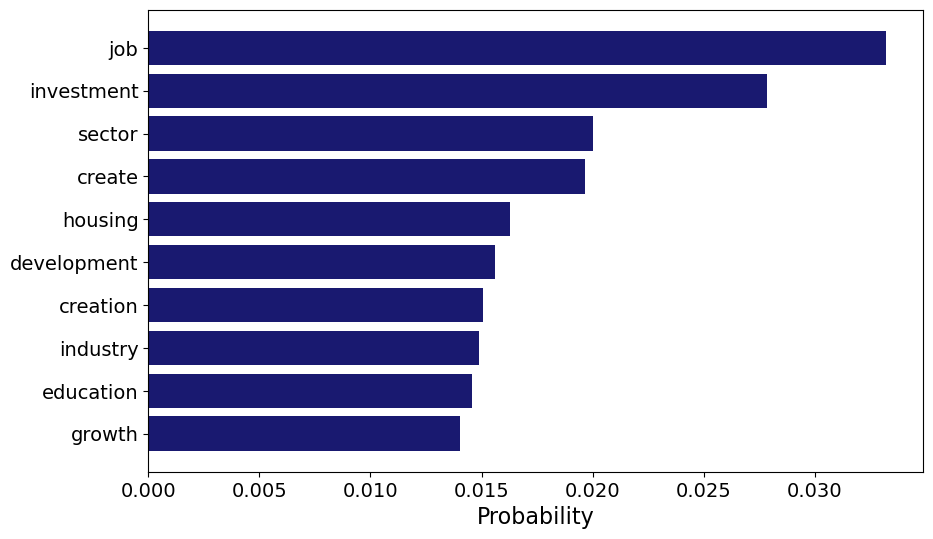 job
investment
sector
create
housing
development
creation
industry
education
growth
0.000 0.005 0.010 0.015 0.020 0.025 0.030
Probability